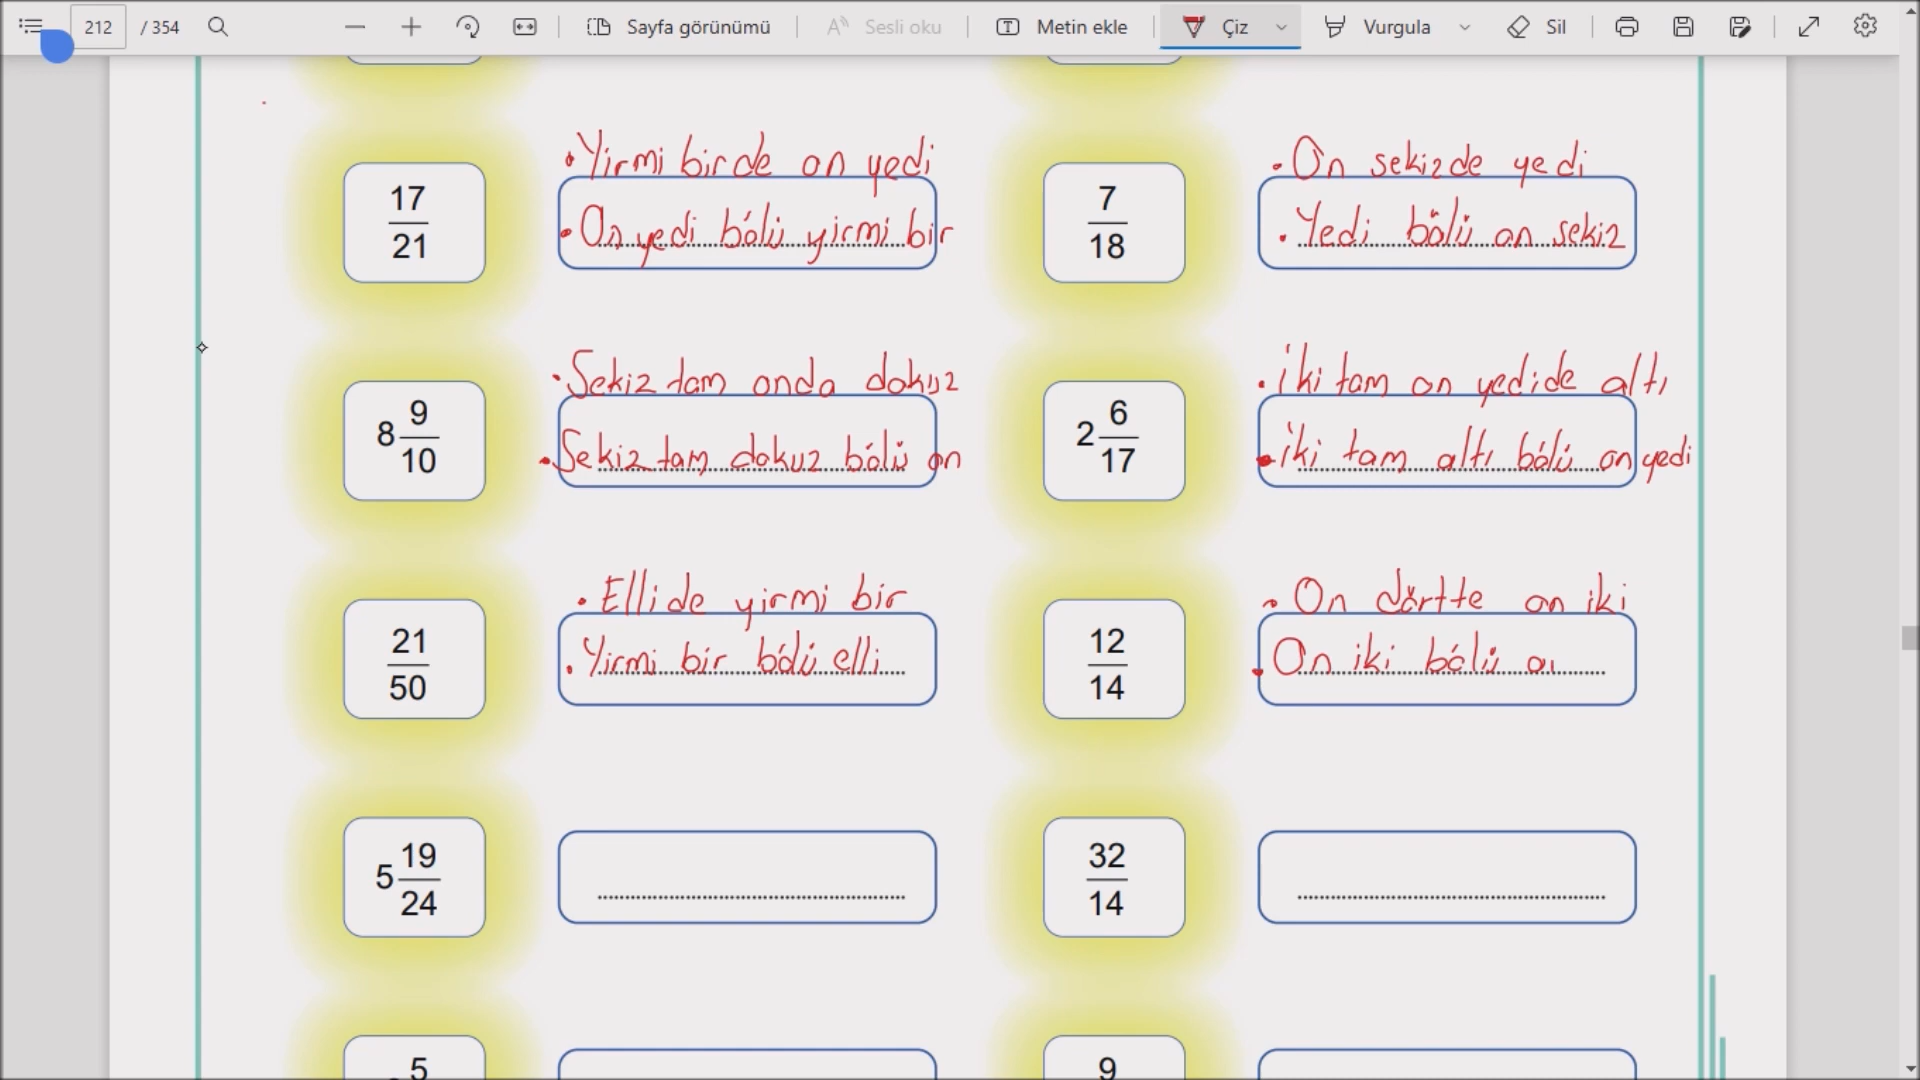 212 / 354 Sayfa görünümü Sesli oku Metin ekle Çiz Vurgula Sil
17/21
• Yirmi birde on yedi
• On yedi bölü yirmi bir
7/18
• On sekizde yedi
• Yedi bölü on sekiz
8 9/10
• Sekiz tam onda dokuz
• Sekiz tam dokuz bölü on
2 6/17
• İki tam on yedide altı
• İki tam altı bölü on yedi
21/50
• Ellide yirmi bir
• Yirmi bir bölü elli
12/14
• On dörtte on iki
• On iki bölü
5 19/24
32/14
5
9